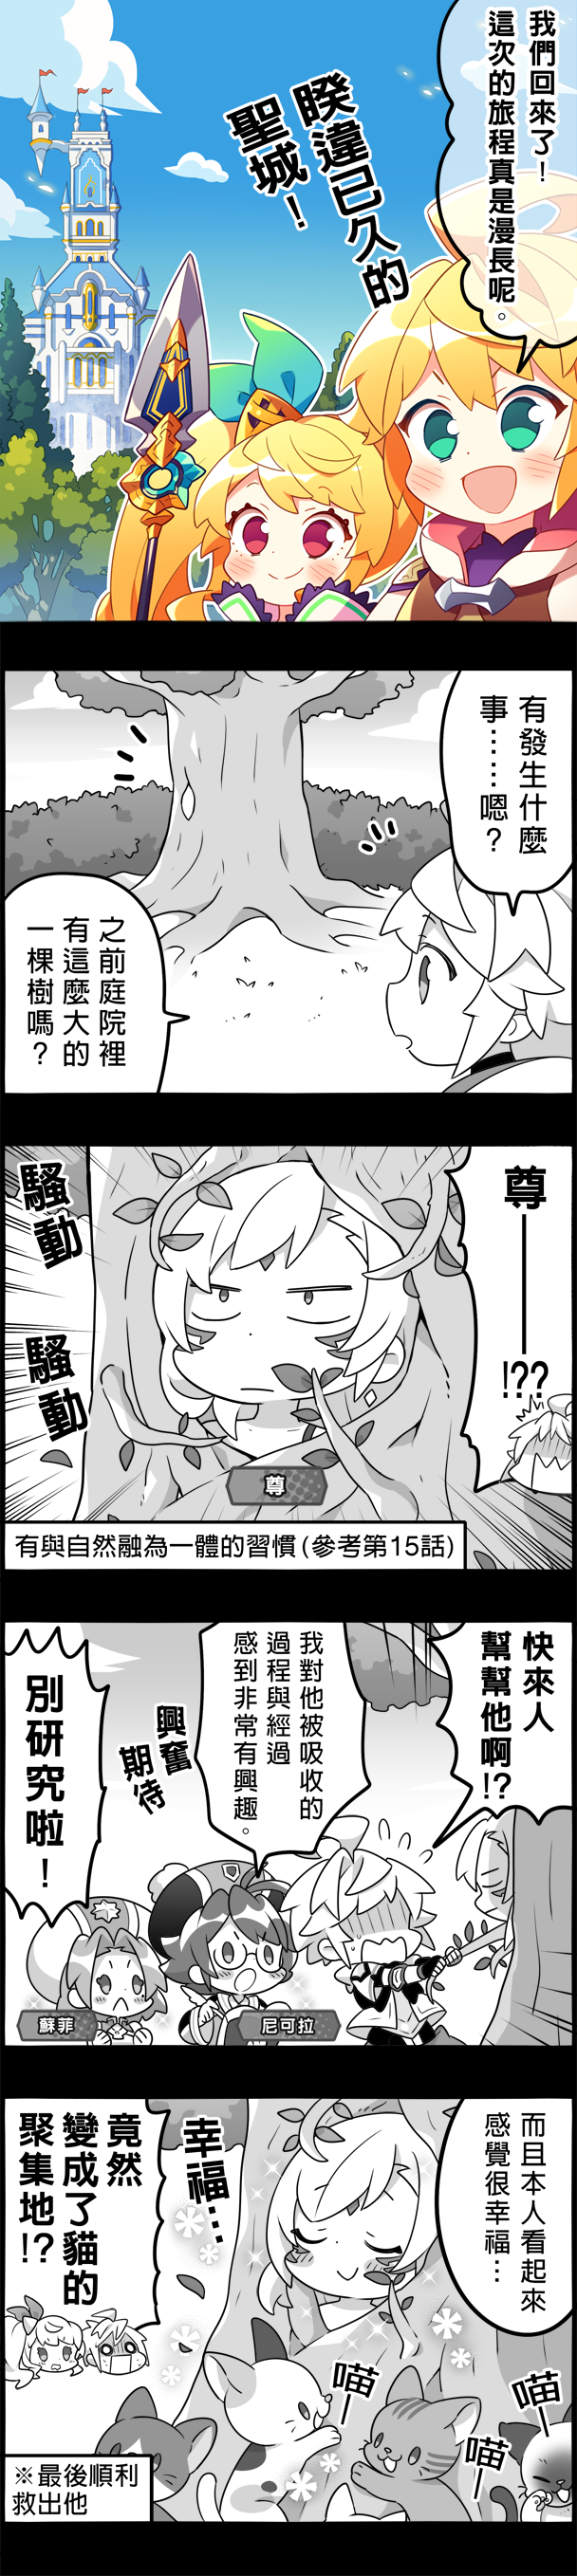 我們回來了！
這次的旅程真是漫長呢。
睽違已久的
聖城！
有發生什麼
事……嗯？
之前庭院裡
有這麼大的
一棵樹嗎？
尊———!??
騷動
騷動
尊
有與自然融為一體的習慣(參考第15話)
快來人
幫幫他啊!?
我對他被吸收的
過程與經過
感到非常有興趣。
興奮
期待
別研究啦！
蘇菲
尼可拉
而且本人看起來
感覺很幸福…
幸福…
竟然
變成了貓的
聚集地!?
喵—
喵—
喵—
※最後順利
救出他